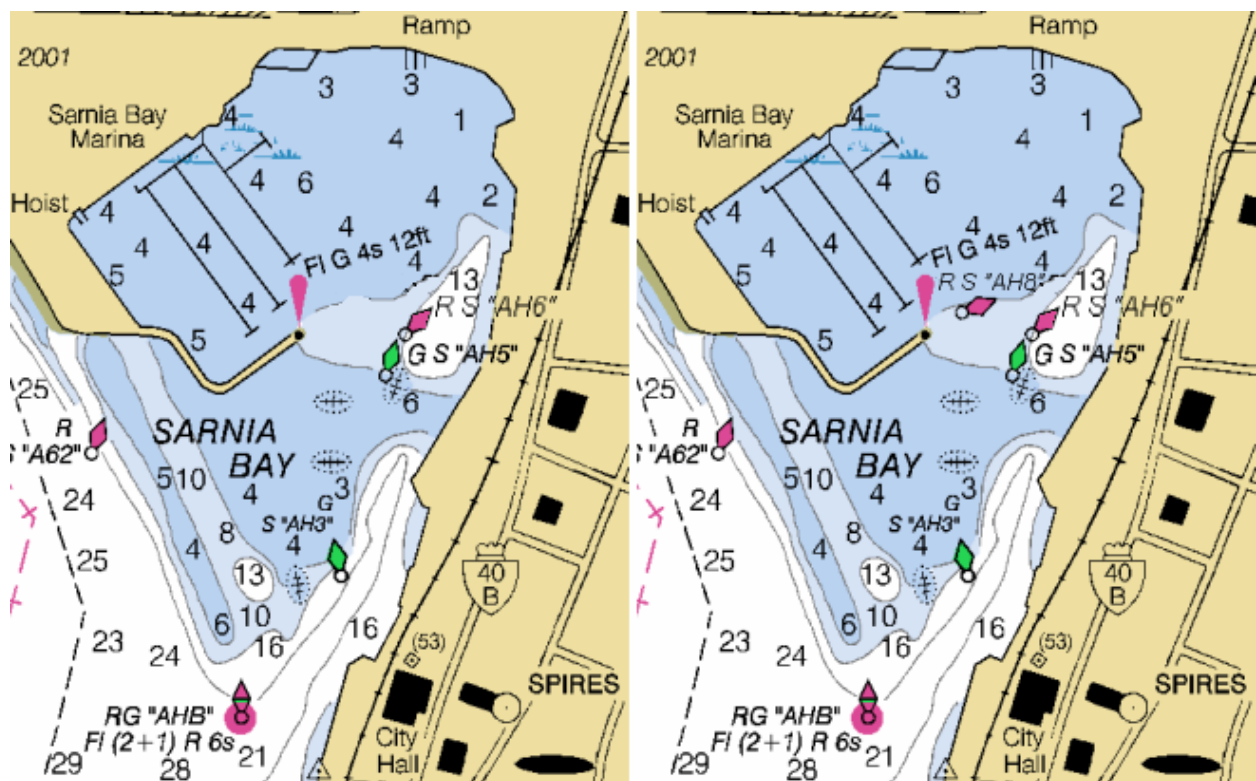 Ramp
2001
3
3
Sarnia Bay
Marina
4
1
4
Hoist
4
4
6
4
2
4
4
4
5
Fl G 4s 12ft
4
13
4
R S "AH6"
5
G S "AH5"
25
6
R
S "A62"
SARNIA
BAY
5
10
4
3
G
S "AH3"
24
8
4
4
25
13
40
B
6
10
16
16
23
24
(53)
SPIRES
RG "AHB"
Fl (2+1) R 6s
21
City
Hall
29
28
Ramp
2001
3
3
Sarnia Bay
Marina
4
1
4
Hoist
4
4
6
4
2
4
4
4
5
Fl G 4s 12ft
4
13
R S "AH8"
4
R S "AH6"
5
G S "AH5"
25
6
R
S "A62"
SARNIA
BAY
5
10
4
3
G
S "AH3"
24
8
4
4
25
13
40
B
6
10
16
16
23
24
(53)
SPIRES
RG "AHB"
Fl (2+1) R 6s
21
City
Hall
29
28